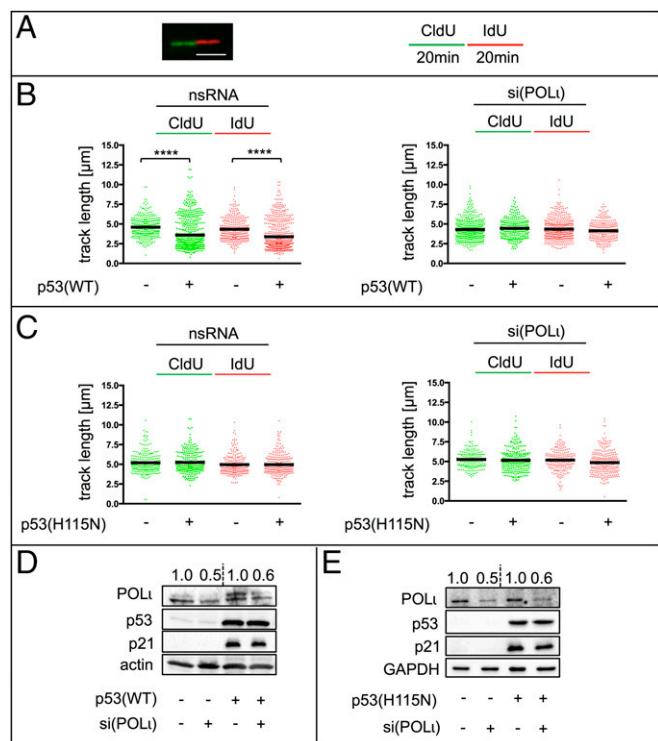 A
CldU IdU
20min 20min
B
nsRNA
CldU IdU
**** ****
track length [µm]
15.0
12.5
10.0
7.5
5.0
2.5
0.0
p53(WT) - + - +
si(POLι)
CldU IdU
track length [µm]
15.0
12.5
10.0
7.5
5.0
2.5
0.0
p53(WT) - + - +
C
nsRNA
CldU IdU
track length [µm]
15.0
12.5
10.0
7.5
5.0
2.5
0.0
p53(H115N) - + - +
si(POLι)
CldU IdU
track length [µm]
15.0
12.5
10.0
7.5
5.0
2.5
0.0
p53(H115N) - + - +
D
1.0 0.5 1.0 0.6
POLι
p53
p21
actin
p53(WT) - - + +
si(POLι) - + - +
E
1.0 0.5 1.0 0.6
POLι
p53
p21
GAPDH
p53(H115N) - - + +
si(POLι) - + - +